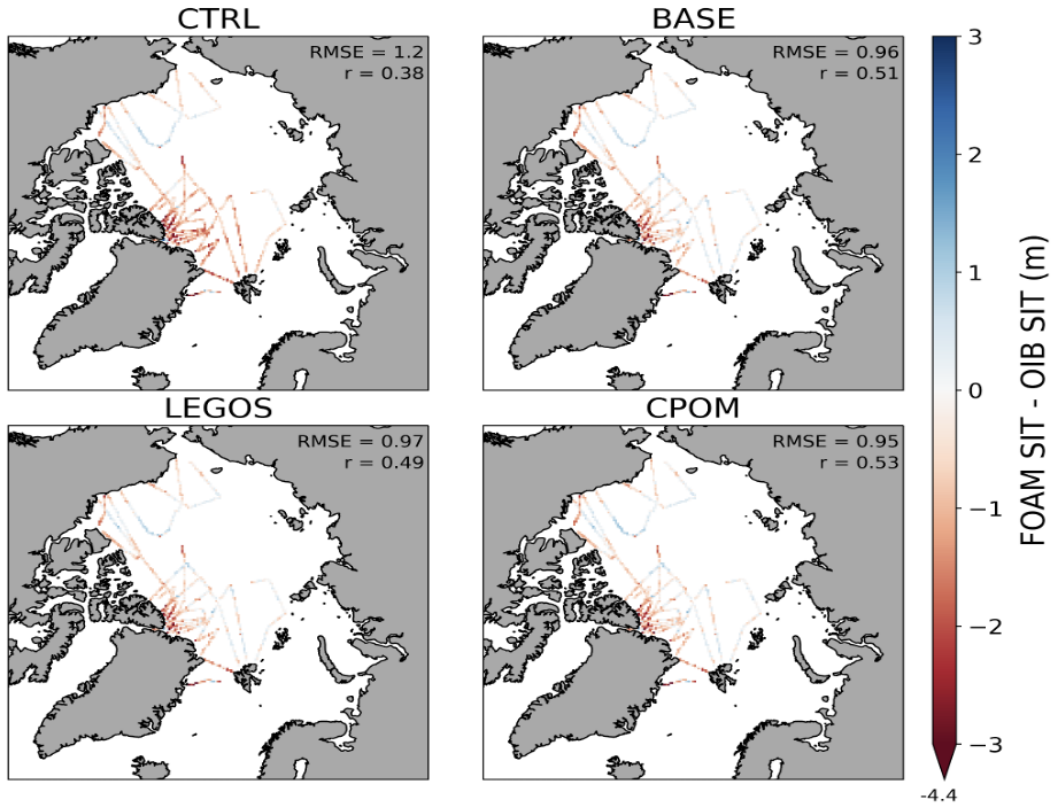 CTRL
RMSE = 1.2
r = 0.38
BASE
RMSE = 0.96
r = 0.51
LEGOS
RMSE = 0.97
r = 0.49
CPOM
RMSE = 0.95
r = 0.53
3
2
1
0
−1
−2
−3
-4.4
FOAM SIT - OIB SIT (m)